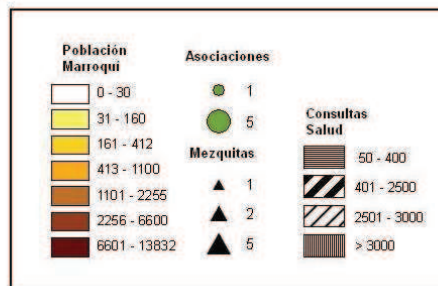 Población
Marroquí
0 - 30
31 - 160
161 - 412
413 - 1100
1101 - 2255
2256 - 6600
6601 - 13832
Asociaciones
1
5
Mezquitas
1
2
5
Consultas
Salud
50 - 400
401 - 2500
2501 - 3000
> 3000